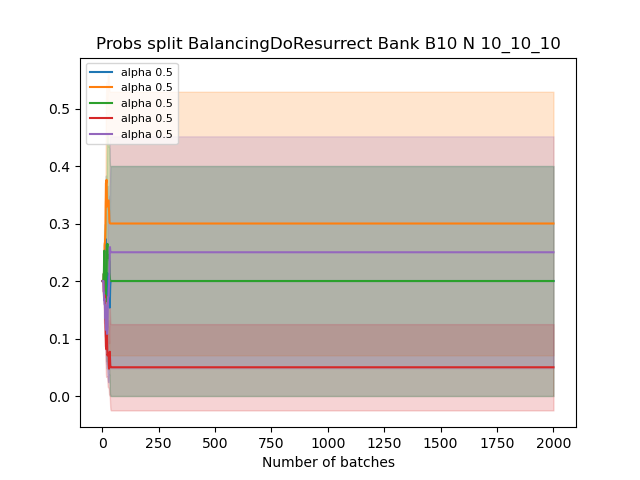 Probs split BalancingDoResurrect Bank B10 N 10_10_10
alpha 0.5
alpha 0.5
alpha 0.5
alpha 0.5
alpha 0.5
0.5
0.4
0.3
0.2
0.1
0.0
0 250 500 750 1000 1250 1500 1750 2000
Number of batches